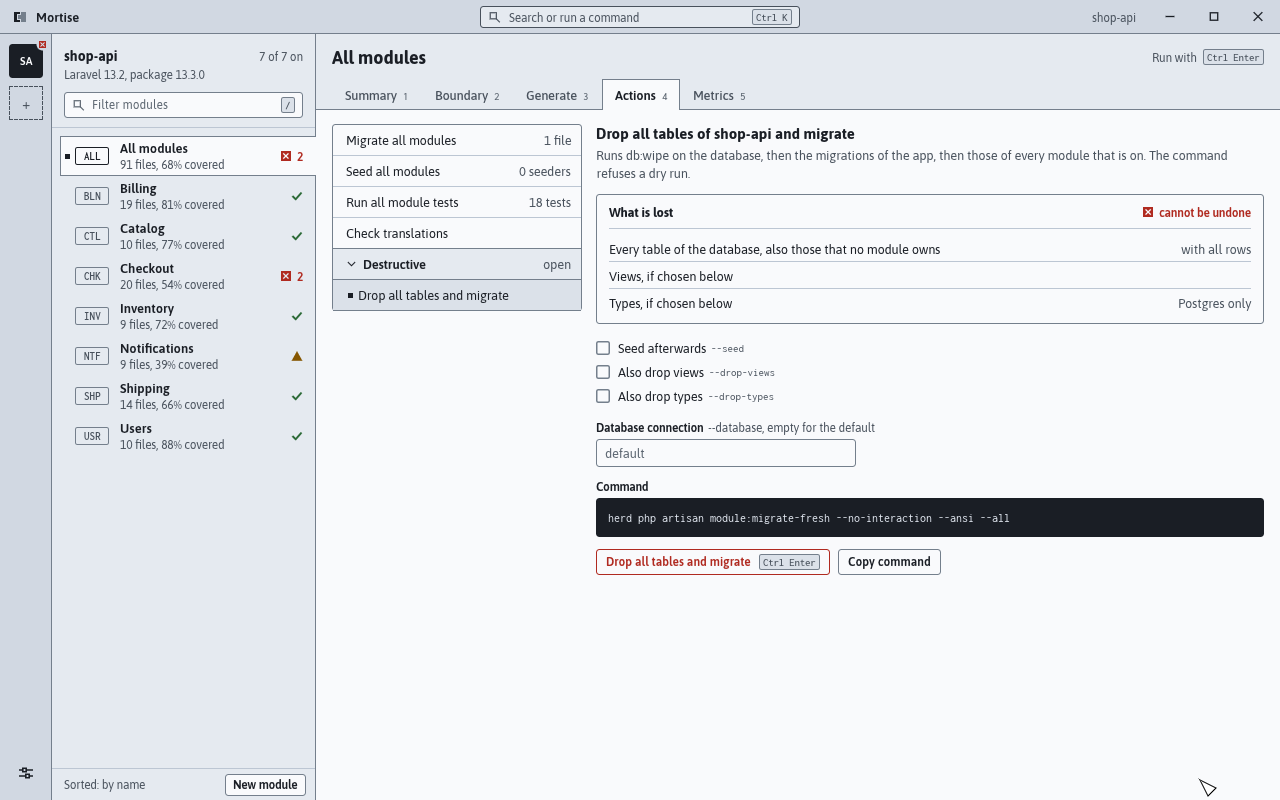 Mortise
Search or run a command
Ctrl K
shop-api
SA
+
shop-api
7 of 7 on
Laravel 13.2, package 13.3.0
Filter modules
/
ALL
All modules
91 files, 68% covered
2
BLN
Billing
19 files, 81% covered
CTL
Catalog
10 files, 77% covered
CHK
Checkout
20 files, 54% covered
2
INV
Inventory
9 files, 72% covered
NTF
Notifications
9 files, 39% covered
SHP
Shipping
14 files, 66% covered
USR
Users
10 files, 88% covered
Sorted: by name
New module
All modules
Run with Ctrl Enter
Summary 1
Boundary 2
Generate 3
Actions 4
Metrics 5
Migrate all modules 1 file
Seed all modules 0 seeders
Run all module tests 18 tests
Check translations
Destructive open
Drop all tables and migrate
Drop all tables of shop-api and migrate
Runs db:wipe on the database, then the migrations of the app, then those of every module that is on. The command
refuses a dry run.
What is lost
cannot be undone
Every table of the database, also those that no module owns with all rows
Views, if chosen below
Types, if chosen below Postgres only
Seed afterwards --seed
Also drop views --drop-views
Also drop types --drop-types
Database connection --database, empty for the default
default
Command
herd php artisan module:migrate-fresh --no-interaction --ansi --all
Drop all tables and migrate Ctrl Enter
Copy command